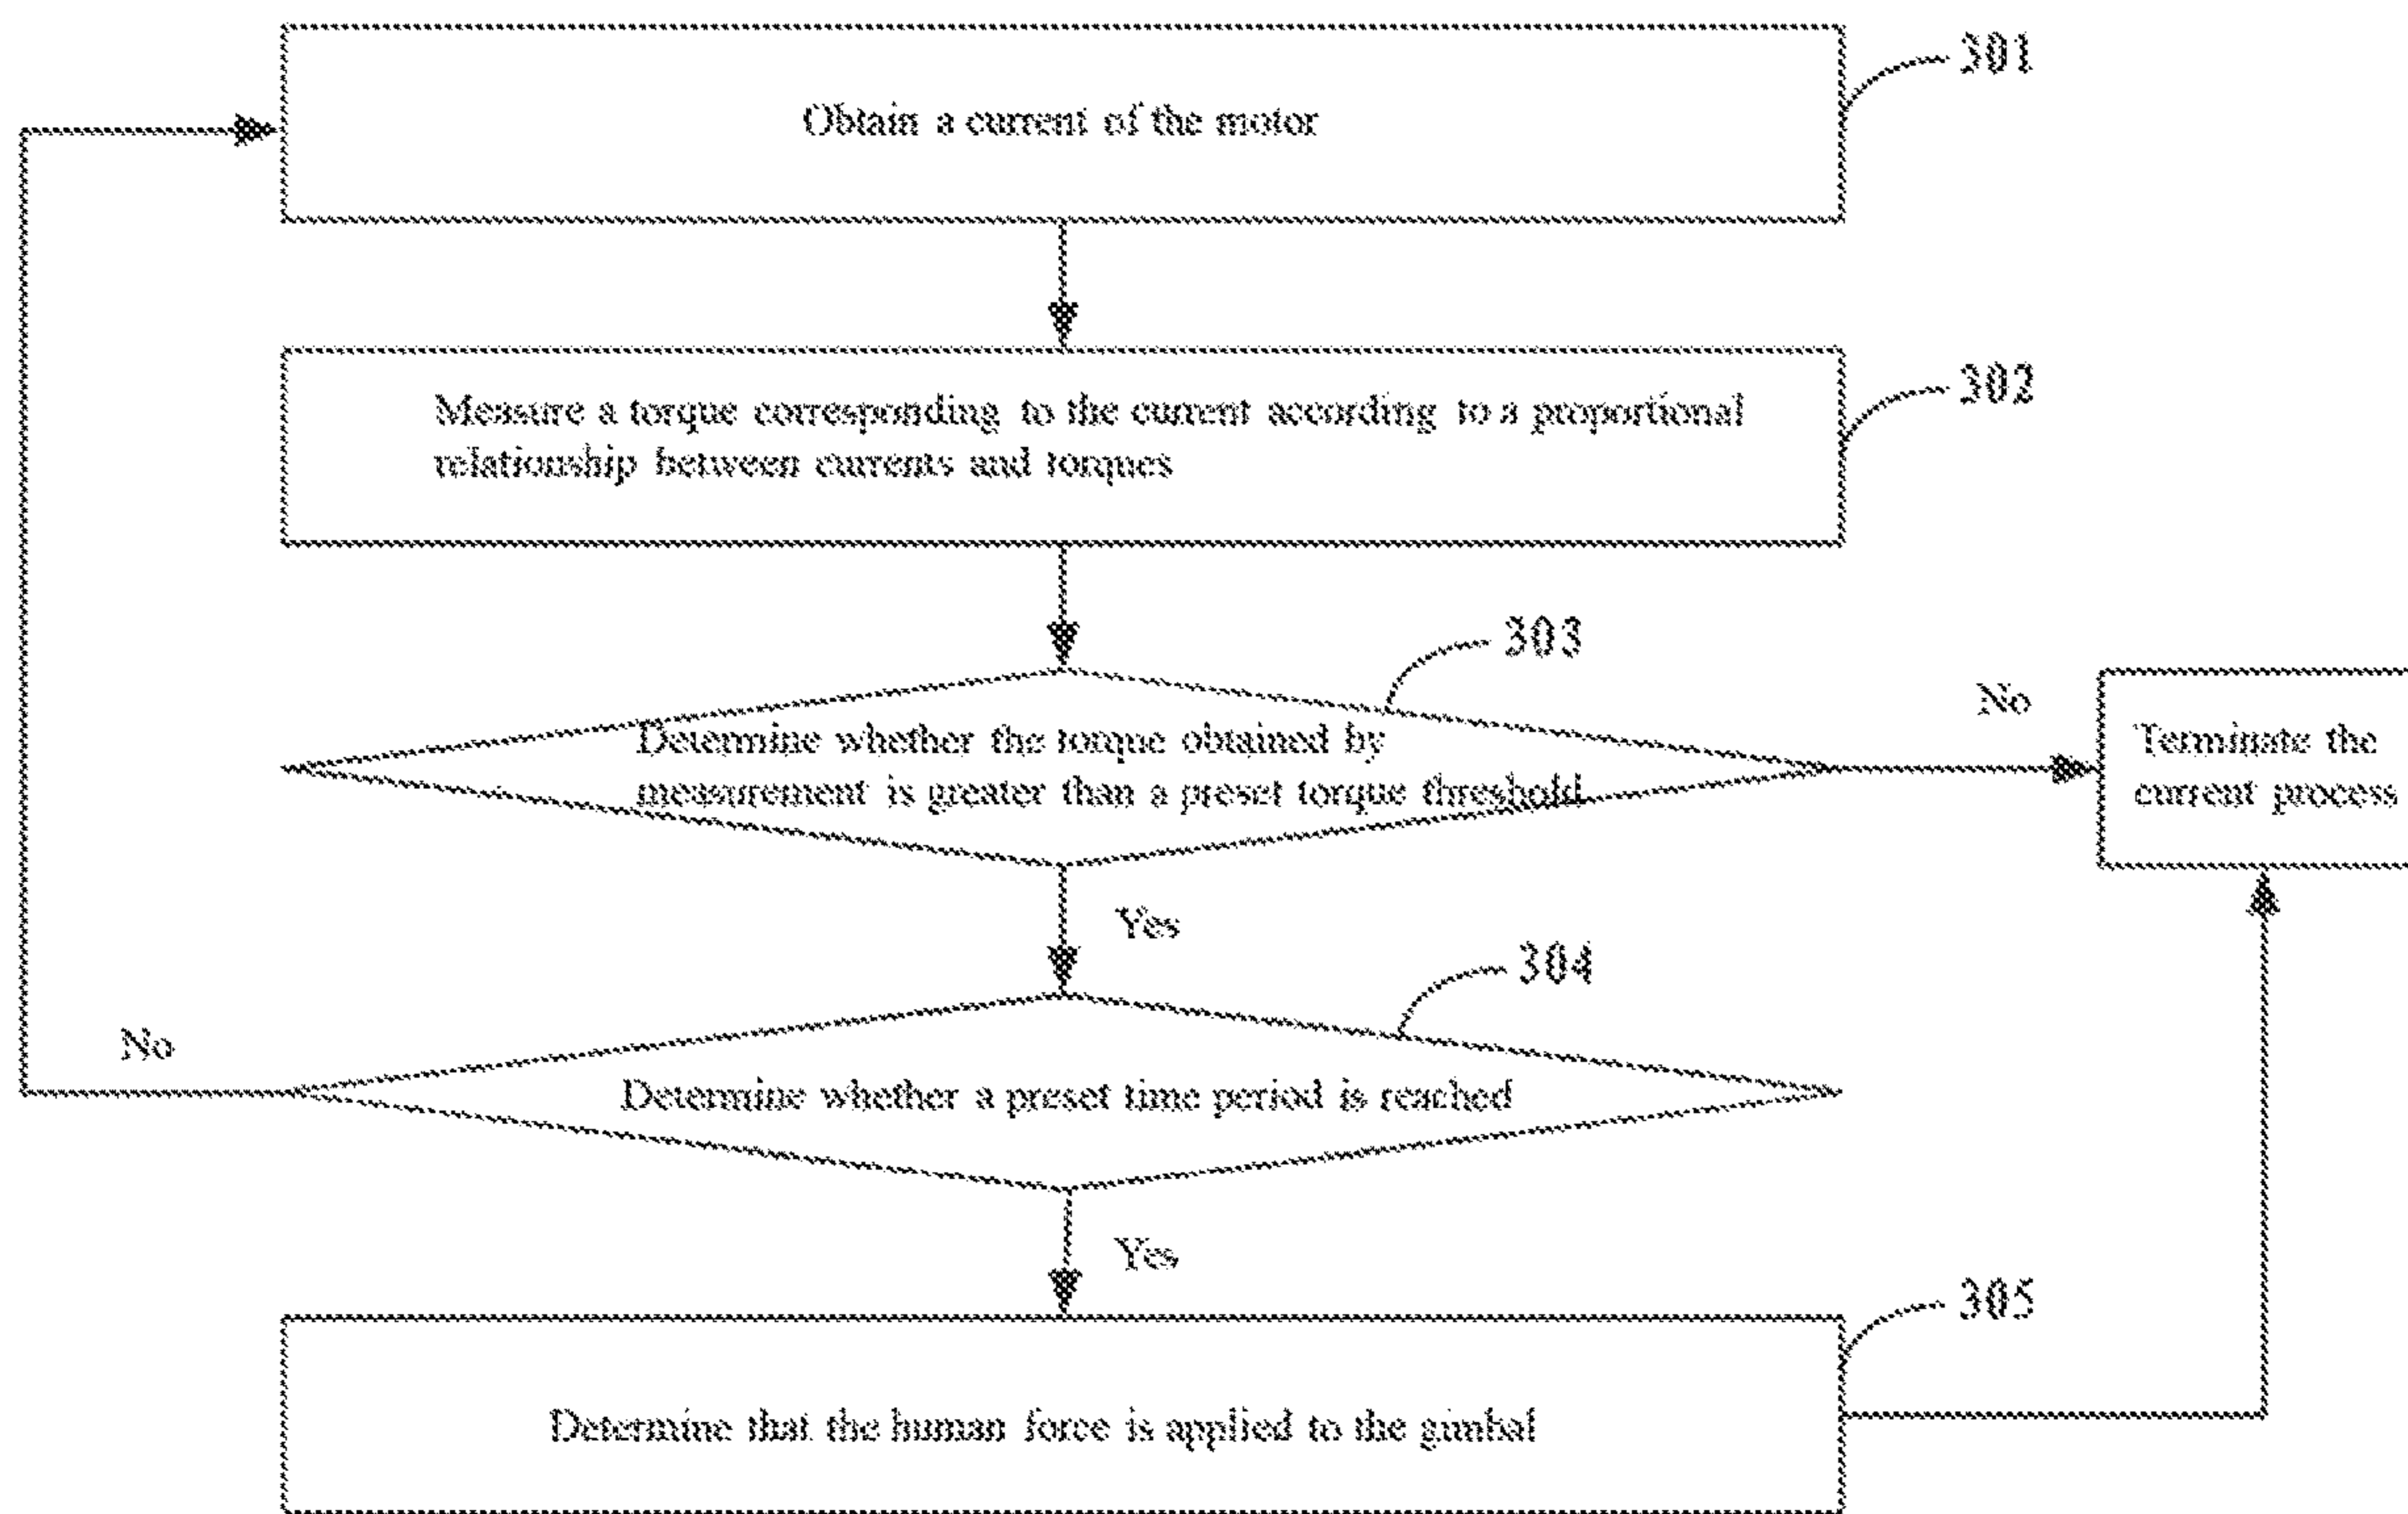 301
Obtain a current of the motor
302
Measure a torque corresponding to the current according to a proportional
relationship between currents and torques
303
Determine whether the torque obtained by
measurement is greater than a preset torque threshold
No
Terminate the
current process
Yes
304
No
Determine whether a preset time period is reached
Yes
305
Determine that the human force is applied to the gimbal